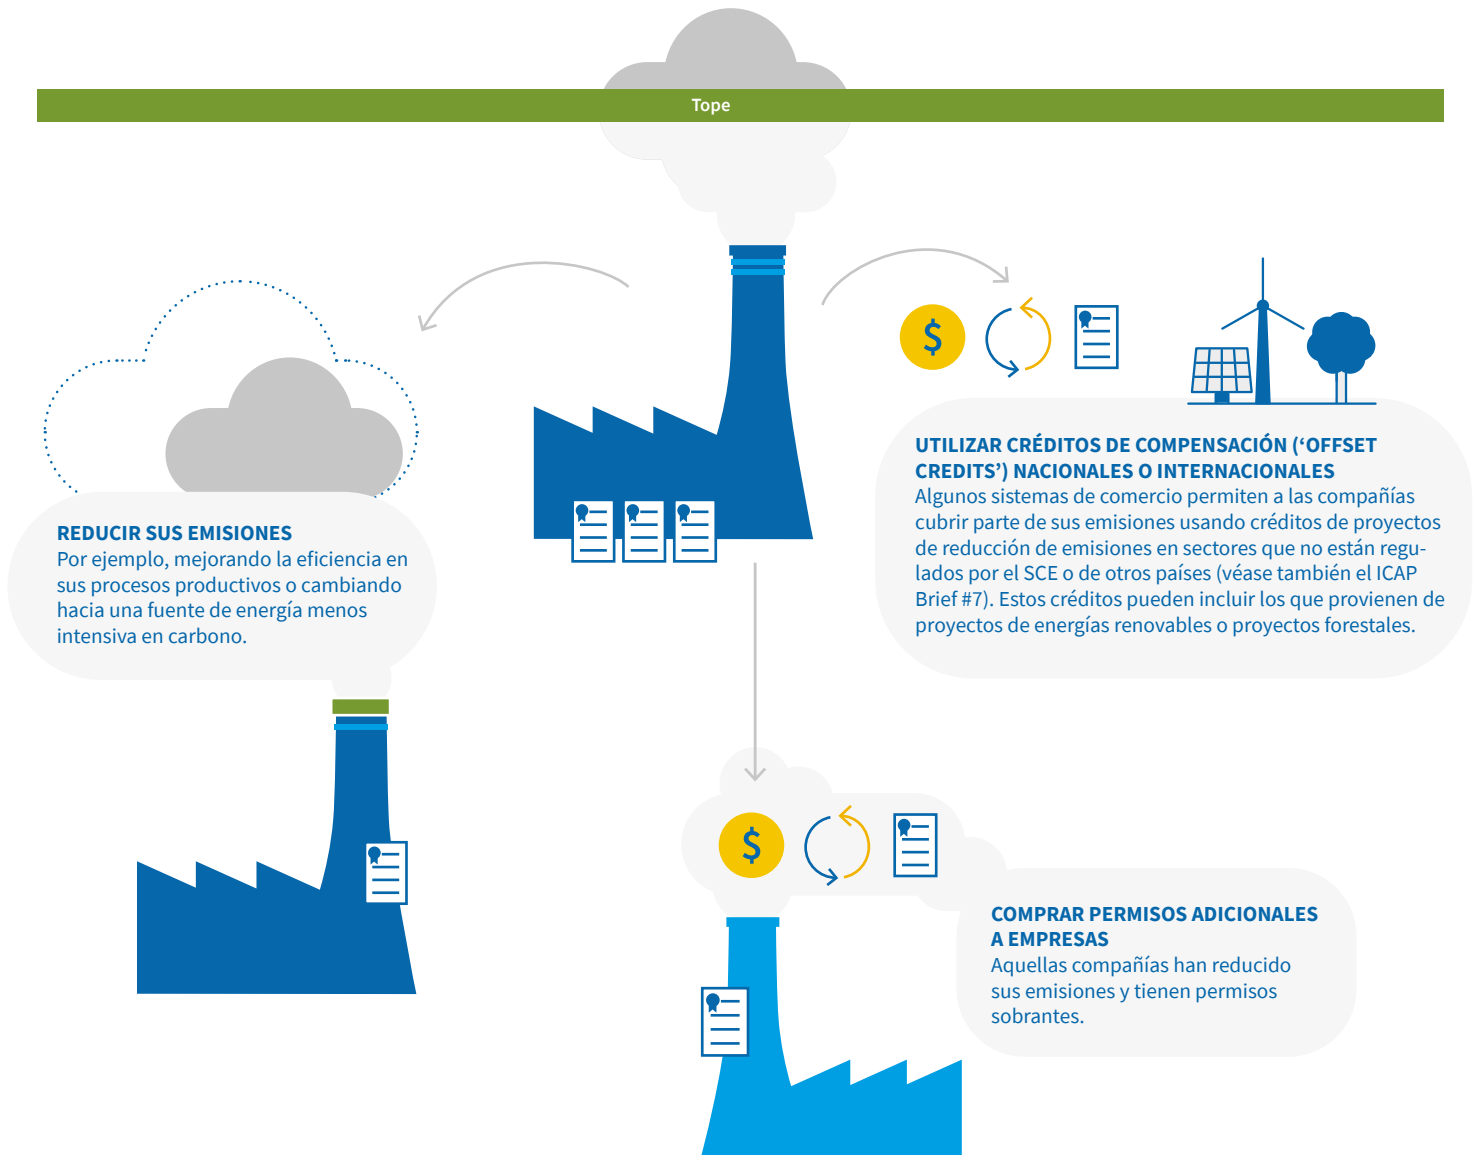 Tope
$
UTILIZAR CRÉDITOS DE COMPENSACIÓN (‘OFFSET
CREDITS’) NACIONALES O INTERNACIONALES
Algunos sistemas de comercio permiten a las compañías
cubrir parte de sus emisiones usando créditos de proyectos
de reducción de emisiones en sectores que no están regu-
lados por el SCE o de otros países (véase también el ICAP
Brief #7). Estos créditos pueden incluir los que provienen de
proyectos de energías renovables o proyectos forestales.
REDUCIR SUS EMISIONES
Por ejemplo, mejorando la eficiencia en
sus procesos productivos o cambiando
hacia una fuente de energía menos
intensiva en carbono.
$
COMPRAR PERMISOS ADICIONALES
A EMPRESAS
Aquellas compañías han reducido
sus emisiones y tienen permisos
sobrantes.